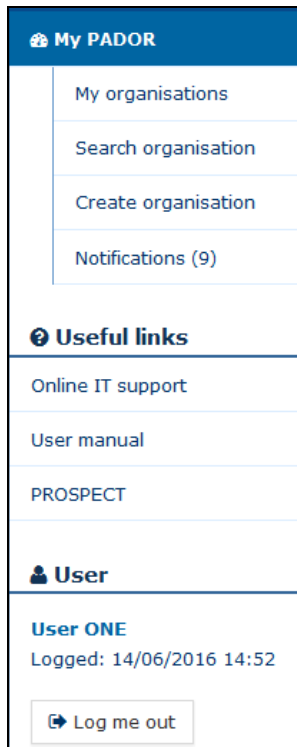 My PADOR
My organisations
Search organisation
Create organisation
Notifications (9)
Useful links
Online IT support
User manual
PROSPECT
User
User ONE
Logged: 14/06/2016 14:52
Log me out